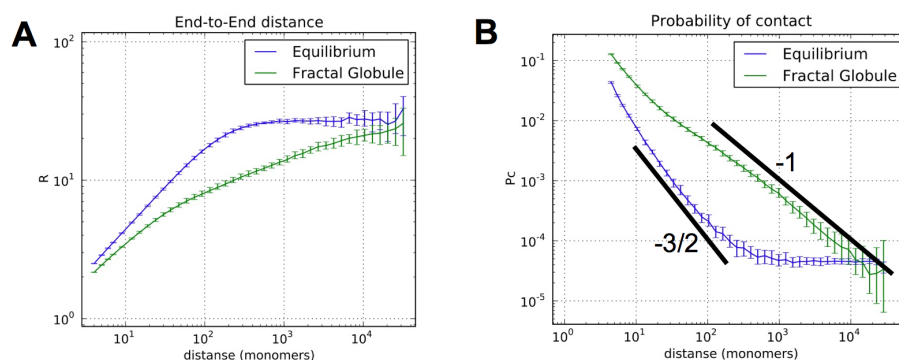 A
End-to-End distance
10²
10¹
10⁰
R
Equilibrium
Fractal Globule
10¹
10²
10³
10⁴
distanse (monomers)
B
Probability of contact
10⁻¹
10⁻²
10⁻³
10⁻⁴
10⁻⁵
Pc
Equilibrium
Fractal Globule
-1
-3/2
10⁰
10¹
10²
10³
10⁴
distanse (monomers)